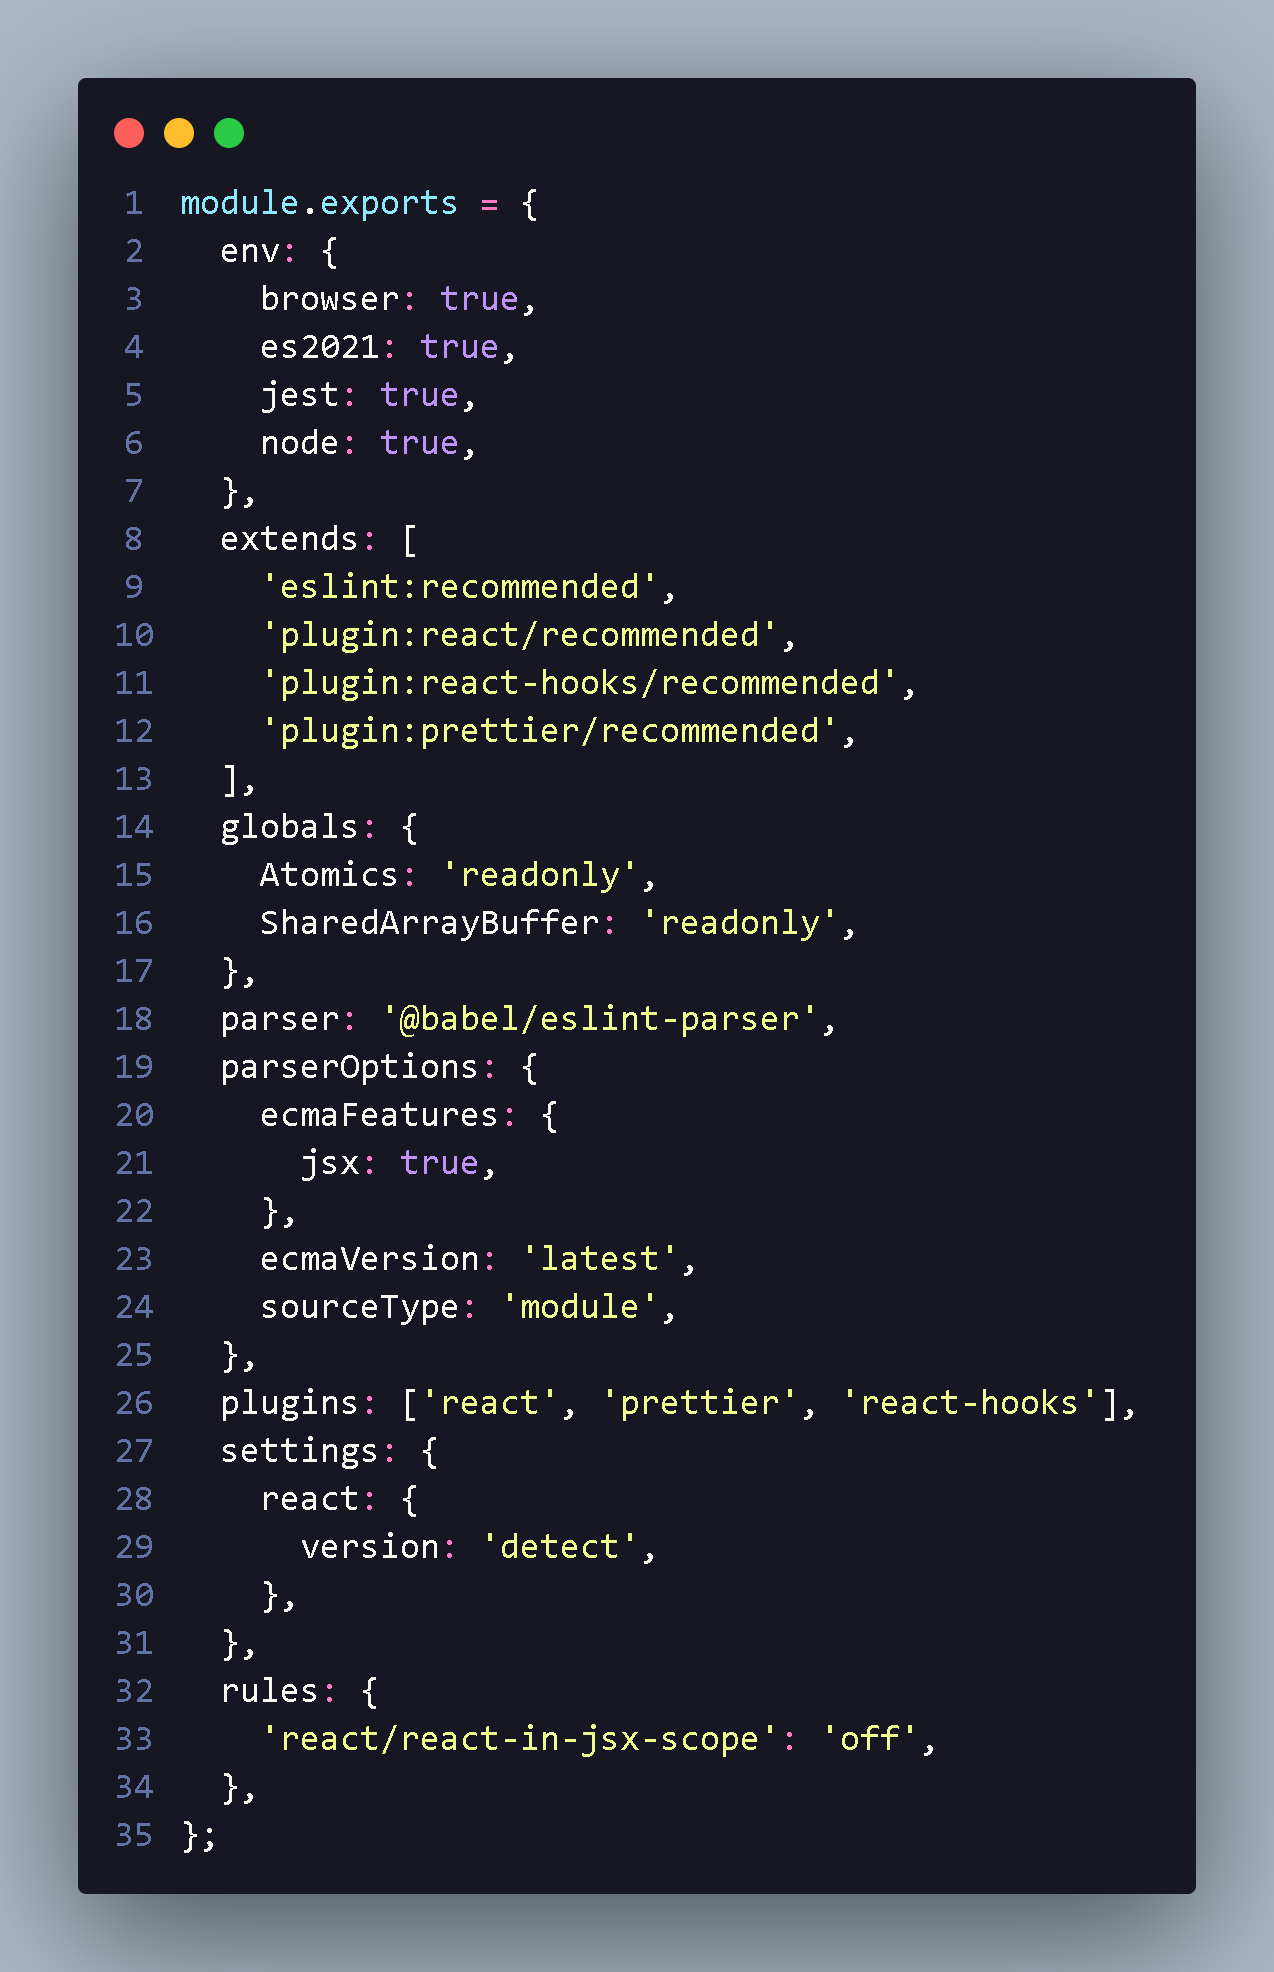 1 module.exports = {
2   env: {
3     browser: true,
4     es2021: true,
5     jest: true,
6     node: true,
7   },
8   extends: [
9     'eslint:recommended',
10     'plugin:react/recommended',
11     'plugin:react-hooks/recommended',
12     'plugin:prettier/recommended',
13   ],
14   globals: {
15     Atomics: 'readonly',
16     SharedArrayBuffer: 'readonly',
17   },
18   parser: '@babel/eslint-parser',
19   parserOptions: {
20     ecmaFeatures: {
21       jsx: true,
22     },
23     ecmaVersion: 'latest',
24     sourceType: 'module',
25   },
26   plugins: ['react', 'prettier', 'react-hooks'],
27   settings: {
28     react: {
29       version: 'detect',
30     },
31   },
32   rules: {
33     'react/react-in-jsx-scope': 'off',
34   },
35 };